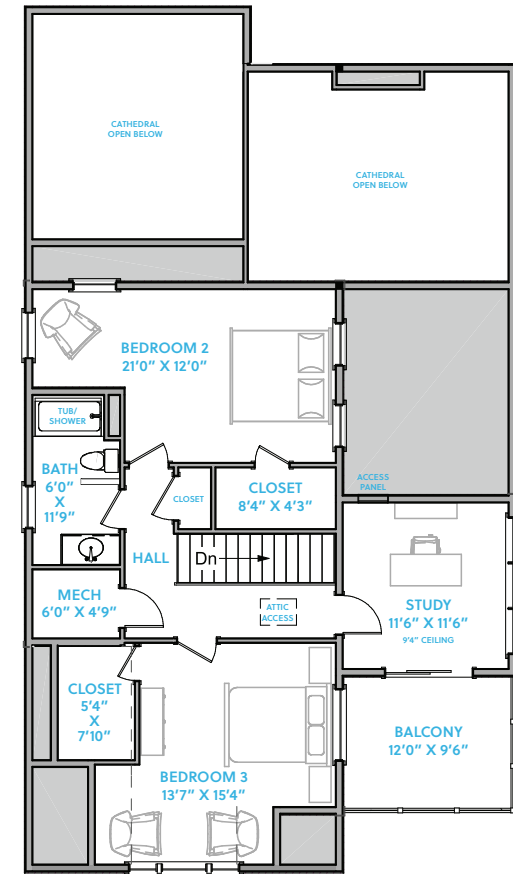 CATHEDRAL
OPEN BELOW
CATHEDRAL
OPEN BELOW
BEDROOM 2
21'0" X 12'0"
TUB/
SHOWER
BATH
6'0"
X
11'9"
CLOSET
CLOSET
8'4" X 4'3"
ACCESS
PANEL
HALL
Dn
MECH
6'0" X 4'9"
ATTIC
ACCESS
STUDY
11'6" X 11'6"
9'4" CEILING
CLOSET
5'4"
X
7'10"
BALCONY
12'0" X 9'6"
BEDROOM 3
13'7" X 15'4"